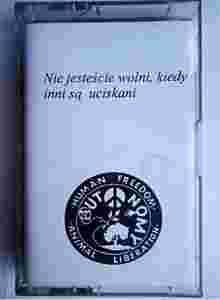 Nie jesteście wolni, kiedy
inni są uciskani
HUMAN FREEDOM
AUTONOMY
ANIMAL LIBERATION